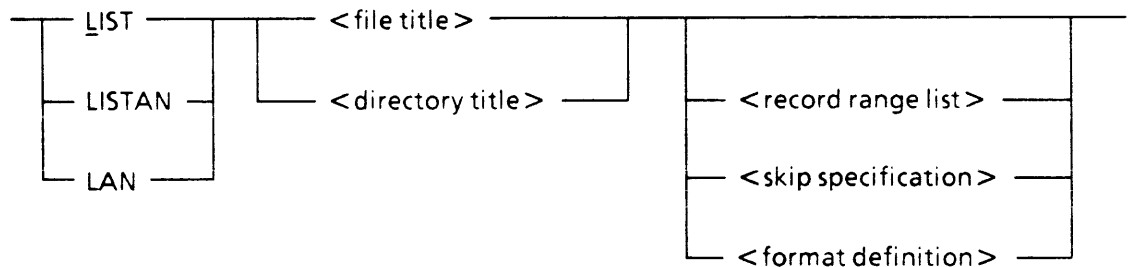 LIST <file title>
LISTAN <directory title> <record range list>
LAN <skip specification>
<format definition>